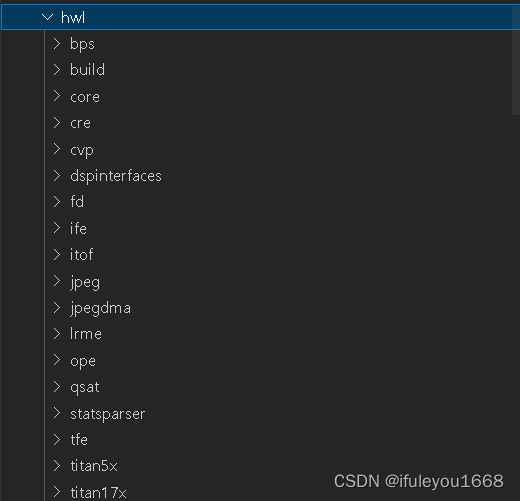 hwl
bps
build
core
cre
cvp
dspinterfaces
fd
ife
itof
jpeg
jpegdma
lrme
ope
qsat
statsparser
tfe
titan5x
titan17x
CSDN @ifuleyou1668